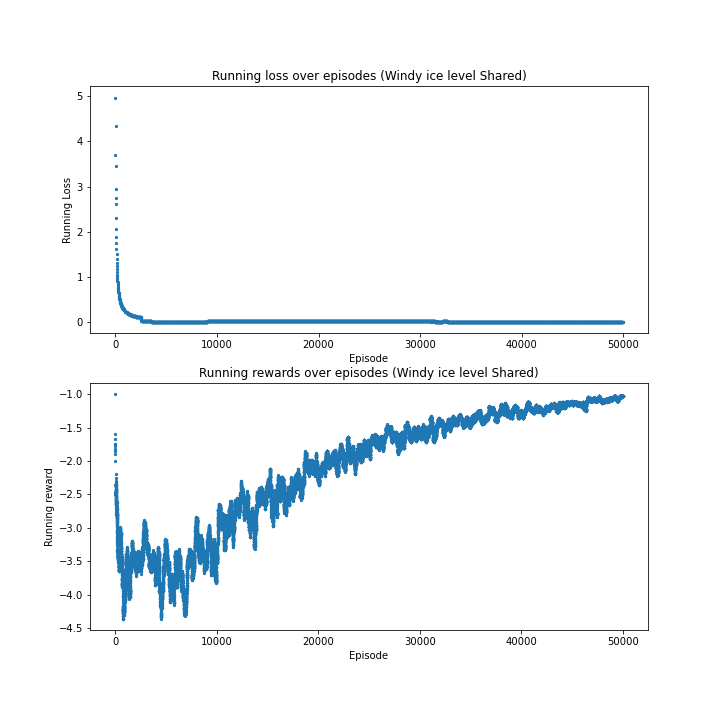 Running loss over episodes (Windy ice level Shared)
5
4
3
2
1
0
Running Loss
0 10000 20000 30000 40000 50000
Episode
Running rewards over episodes (Windy ice level Shared)
−1.0
−1.5
−2.0
−2.5
−3.0
−3.5
−4.0
−4.5
Running reward
0 10000 20000 30000 40000 50000
Episode